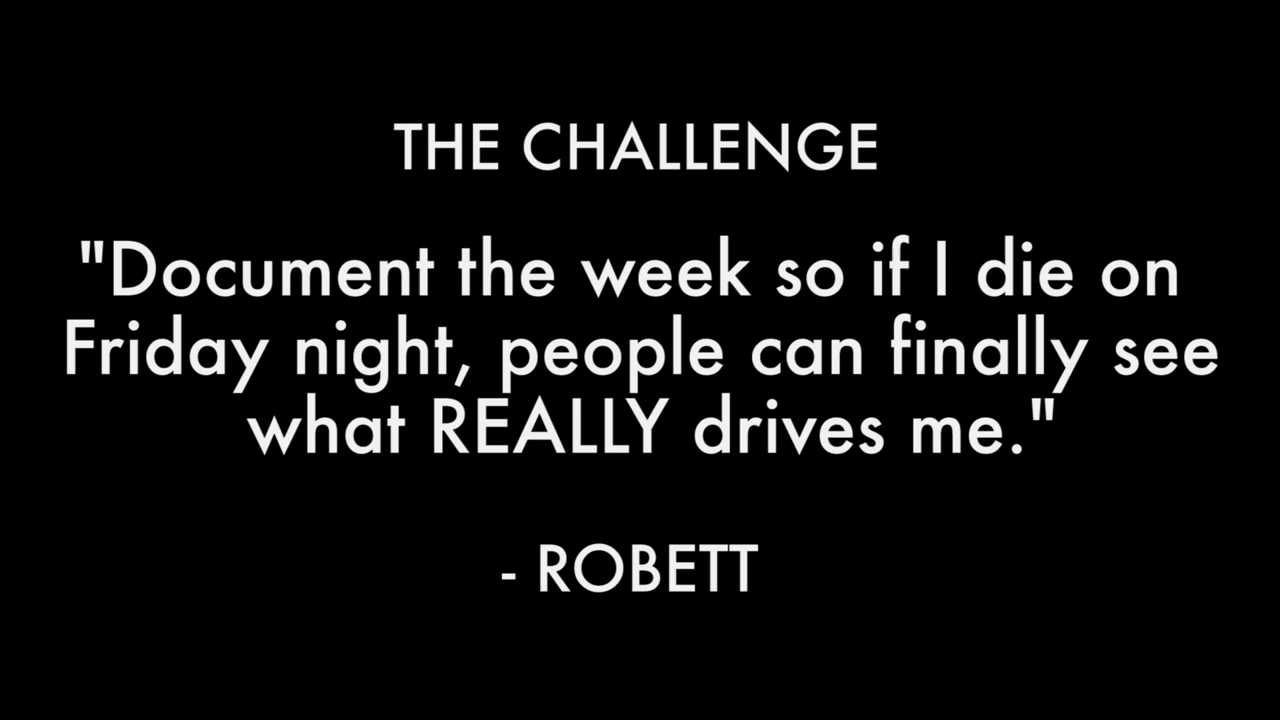 THE CHALLENGE
"Document the week so if I die on
Friday night, people can finally see
what REALLY drives me."
- ROBETT